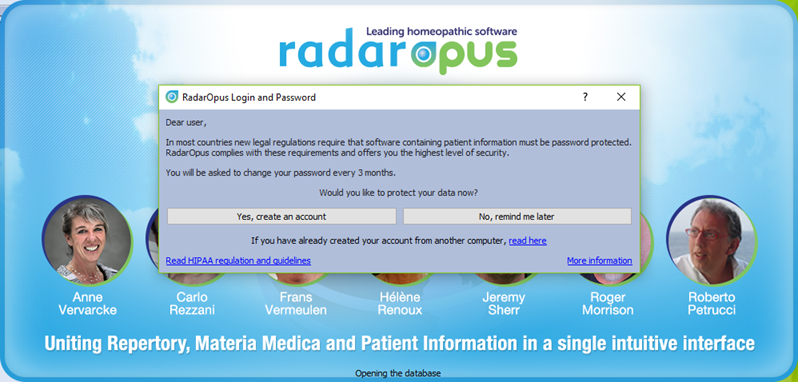 Leading homeopathic software
radaropus
RadarOpus Login and Password
Dear user,
In most countries new legal regulations require that software containing patient information must be password protected.
RadarOpus complies with these requirements and offers you the highest level of security.
You will be asked to change your password every 3 months.
Would you like to protect your data now?
Yes, create an account
No, remind me later
If you have already created your account from another computer, read here
Read HIPAA regulation and guidelines
More information
Anne
Vervarcke
Carlo
Rezzani
Frans
Vermeulen
Hélène
Renoux
Jeremy
Sherr
Roger
Morrison
Roberto
Petrucci
Uniting Repertory, Materia Medica and Patient Information in a single intuitive interface
Opening the database